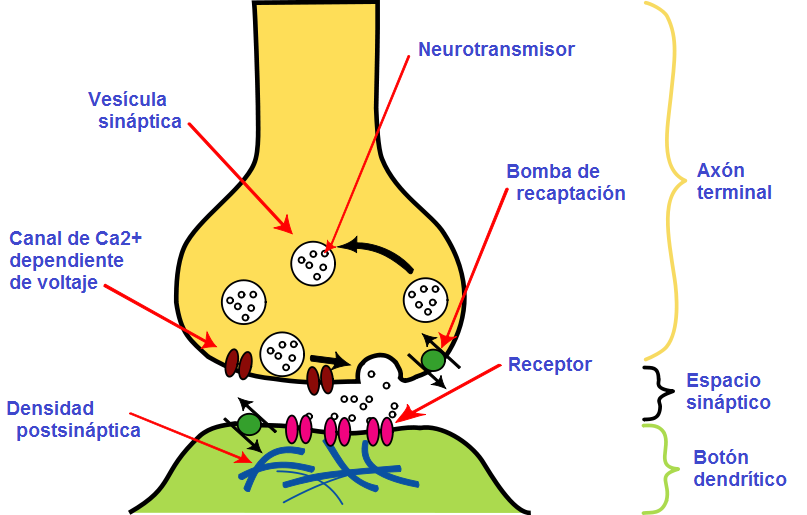 Neurotransmisor
Vesícula
sináptica
Bomba de
recaptación
Axón
terminal
Canal de Ca2+
dependiente
de voltaje
Receptor
Espacio
sináptico
Densidad
postsináptica
Botón
dendrítico